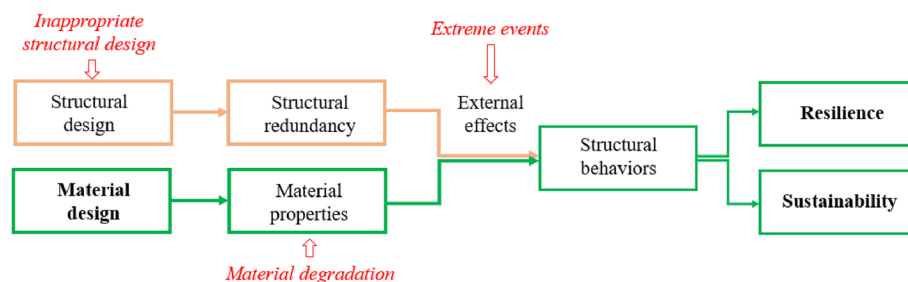 Inappropriate
structural design
Extreme events
Structural
design
Structural
redundancy
External
effects
Structural
behaviors
Resilience
Material
design
Material
properties
Sustainability
Material degradation